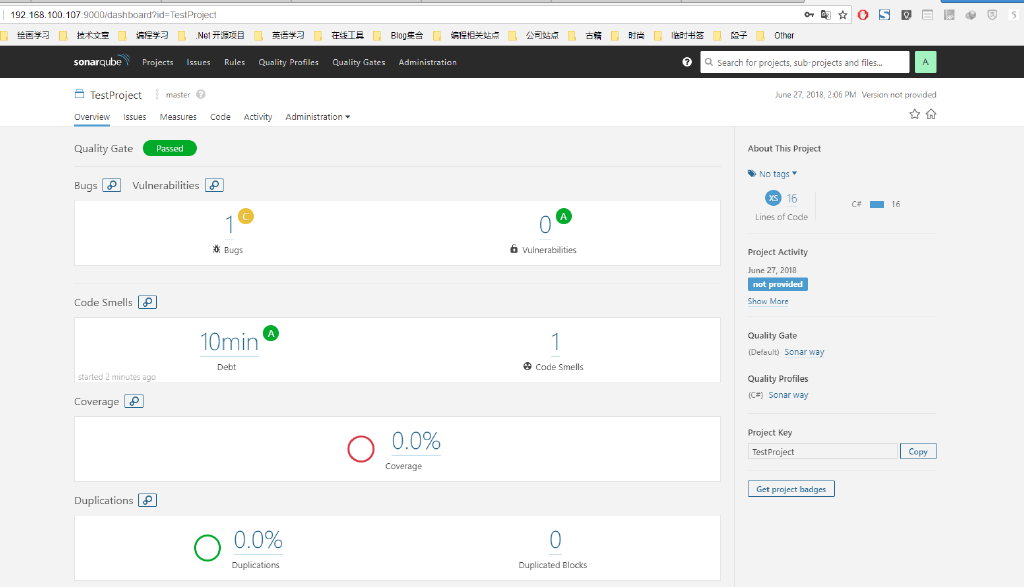 192.168.100.107:9000/dashboard?id=TestProject
绘画学习 技术文章 编程学习 .Net 开源项目 英语学习 在线工具 Blog集合 编程相关站点 公司站点 古籍 时尚 临时书签 段子 Other
sonarqube Projects Issues Rules Quality Profiles Quality Gates Administration ? Search for projects, sub-projects and files... A
TestProject master ? June 27, 2018, 2:06 PM Version not provided
Overview Issues Measures Code Activity Administration
Quality Gate Passed
Bugs Vulnerabilities
1 C 0 A
Bugs Vulnerabilities
Code Smells
10min A 1
Debt Code Smells
started 2 minutes ago
Coverage
0.0%
Coverage
Duplications
0.0% 0
Duplications Duplicated Blocks
About This Project
No tags
XS 16 C# 16
Lines of Code
Project Activity
June 27, 2018
not provided
Show More
Quality Gate
(Default) Sonar way
Quality Profiles
(C#) Sonar way
Project Key
TestProject Copy
Get project badges